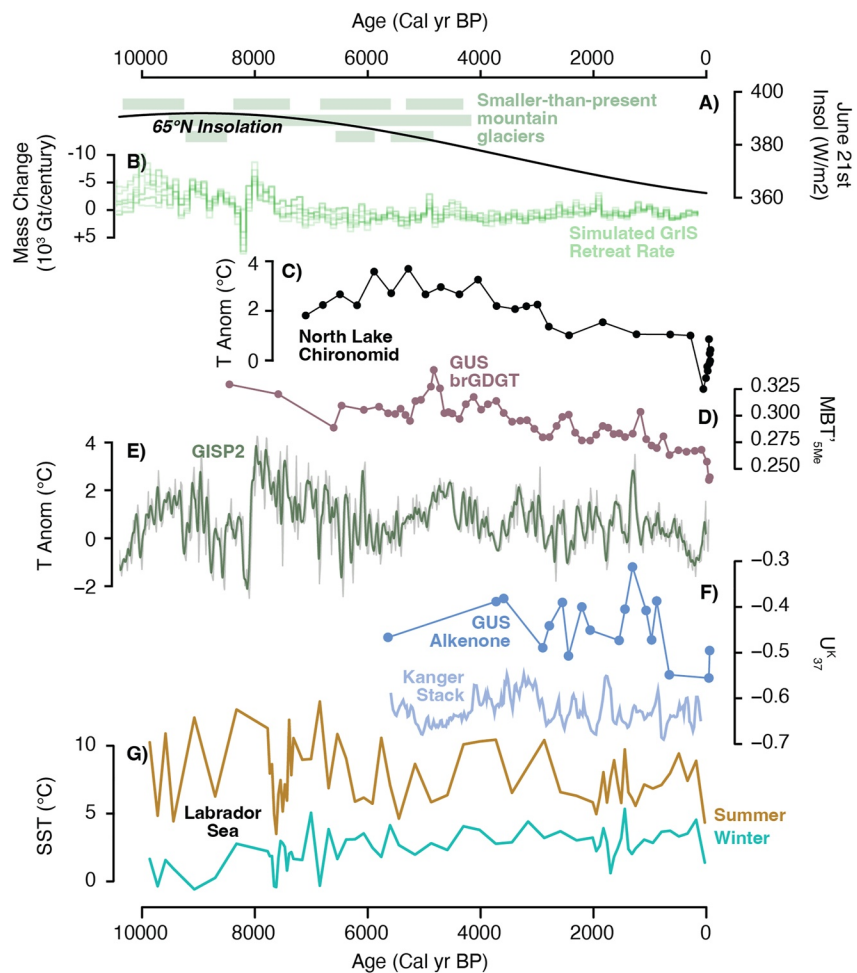 Age (Cal yr BP)
10000 8000 6000 4000 2000 0
A)
Smaller-than-present
mountain
glaciers
65°N Insolation
400
380
360
June 21st
Insol (W/m2)
B)
-10
-5
0
+5
Mass Change
(10³ Gt/century)
Simulated GrIS
Retreat Rate
C)
4
2
0
T Anom (°C)
North Lake
Chironomid
GUS
brGDGT
D)
0.325
0.300
0.275
0.250
MBT'5Me
E)
GISP2
4
2
0
−2
T Anom (°C)
F)
−0.3
−0.4
−0.5
−0.6
−0.7
UK37
GUS
Alkenone
Kanger
Stack
G)
10
5
0
SST (°C)
Labrador
Sea
Summer
Winter
10000 8000 6000 4000 2000 0
Age (Cal yr BP)